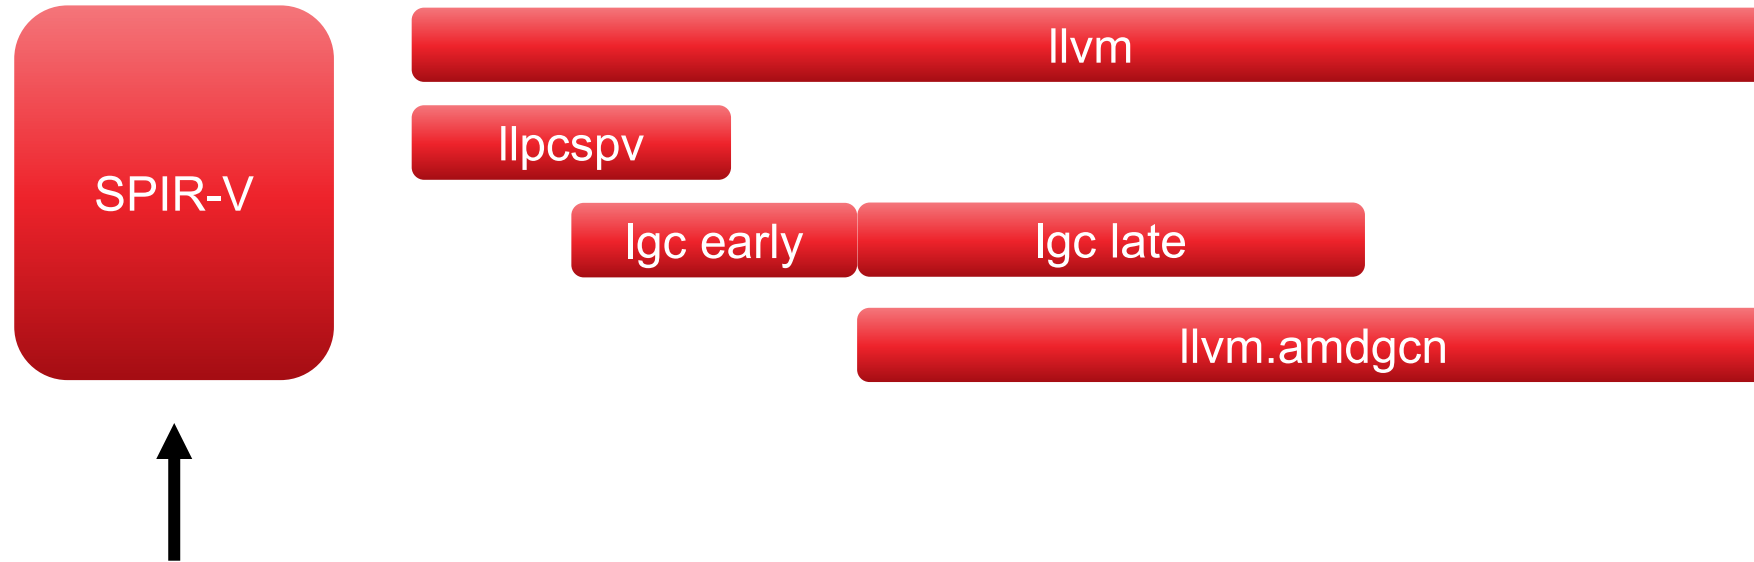 SPIR-V
llvm
llpcspv
lgc early
lgc late
llvm.amdgcn